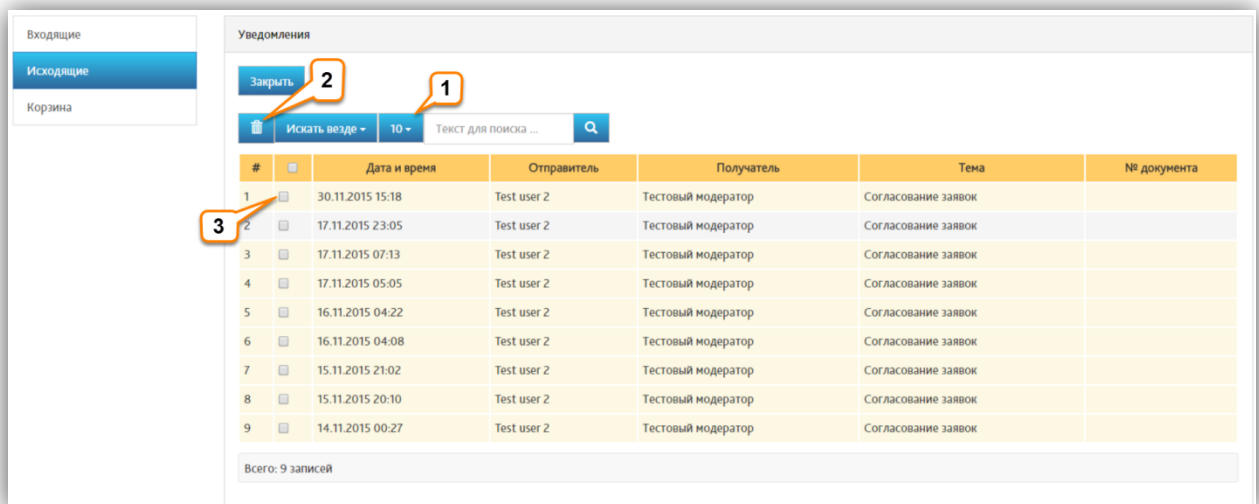 Входящие
Исходящие
Корзина
Уведомления
Закрыть
2
1
Искать везде
10
Текст для поиска ...
# Дата и время Отправитель Получатель Тема № документа
1 30.11.2015 15:18 Test user 2 Тестовый модератор Согласование заявок
3
2 17.11.2015 23:05 Test user 2 Тестовый модератор Согласование заявок
3 17.11.2015 07:13 Test user 2 Тестовый модератор Согласование заявок
4 17.11.2015 05:05 Test user 2 Тестовый модератор Согласование заявок
5 16.11.2015 04:22 Test user 2 Тестовый модератор Согласование заявок
6 16.11.2015 04:08 Test user 2 Тестовый модератор Согласование заявок
7 15.11.2015 21:02 Test user 2 Тестовый модератор Согласование заявок
8 15.11.2015 20:10 Test user 2 Тестовый модератор Согласование заявок
9 14.11.2015 00:27 Test user 2 Тестовый модератор Согласование заявок
Всего: 9 записей